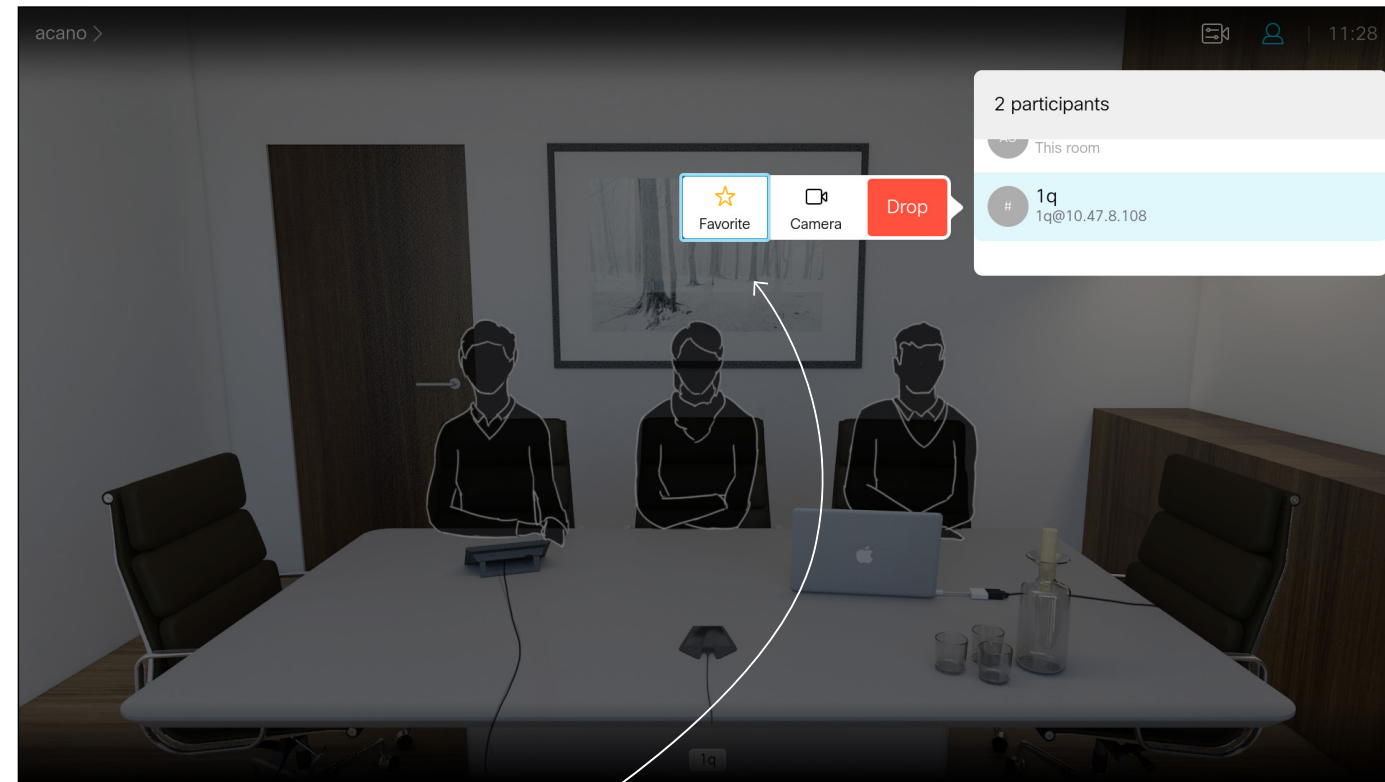 acano >
11:28
2 participants
This room
Favorite
Camera
Drop
#
1q
1q@10.47.8.108
1q